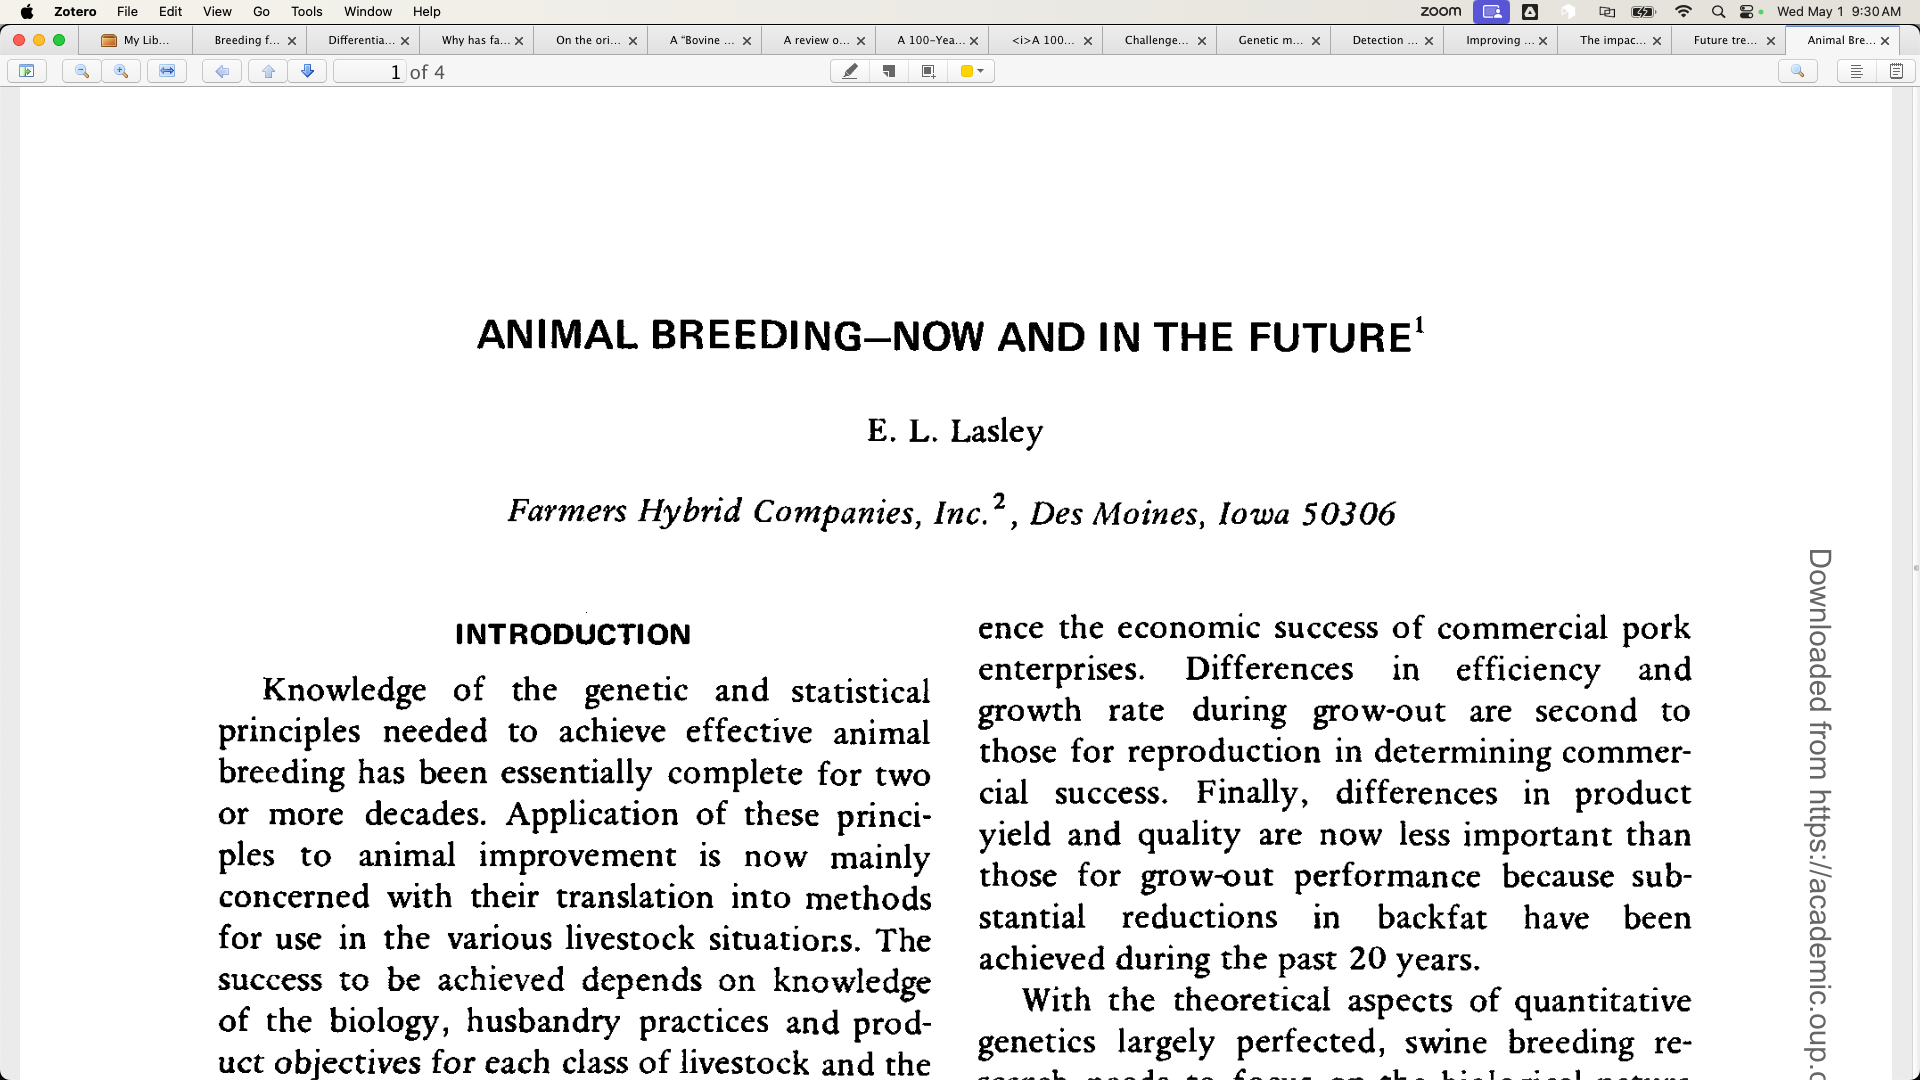 Zotero File Edit View Go Tools Window Help zoom Wed May 1 9:30 AM
My Lib... Breeding f... Differentia... Why has fa... On the ori... A "Bovine ... A review o... A 100-Yea... <i>A 100... Challenge... Genetic m... Detection ... Improving ... The impac... Future tre... Animal Bre...
1 of 4
ANIMAL BREEDING—NOW AND IN THE FUTURE¹
E. L. Lasley
Farmers Hybrid Companies, Inc.², Des Moines, Iowa 50306
INTRODUCTION
Knowledge of the genetic and statistical
principles needed to achieve effective animal
breeding has been essentially complete for two
or more decades. Application of these princi-
ples to animal improvement is now mainly
concerned with their translation into methods
for use in the various livestock situations. The
success to be achieved depends on knowledge
of the biology, husbandry practices and prod-
uct objectives for each class of livestock and the
ence the economic success of commercial pork
enterprises. Differences in efficiency and
growth rate during grow-out are second to
those for reproduction in determining commer-
cial success. Finally, differences in product
yield and quality are now less important than
those for grow-out performance because sub-
stantial reductions in backfat have been
achieved during the past 20 years.
With the theoretical aspects of quantitative
genetics largely perfected, swine breeding re-
Downloaded from https://academic.oup.c